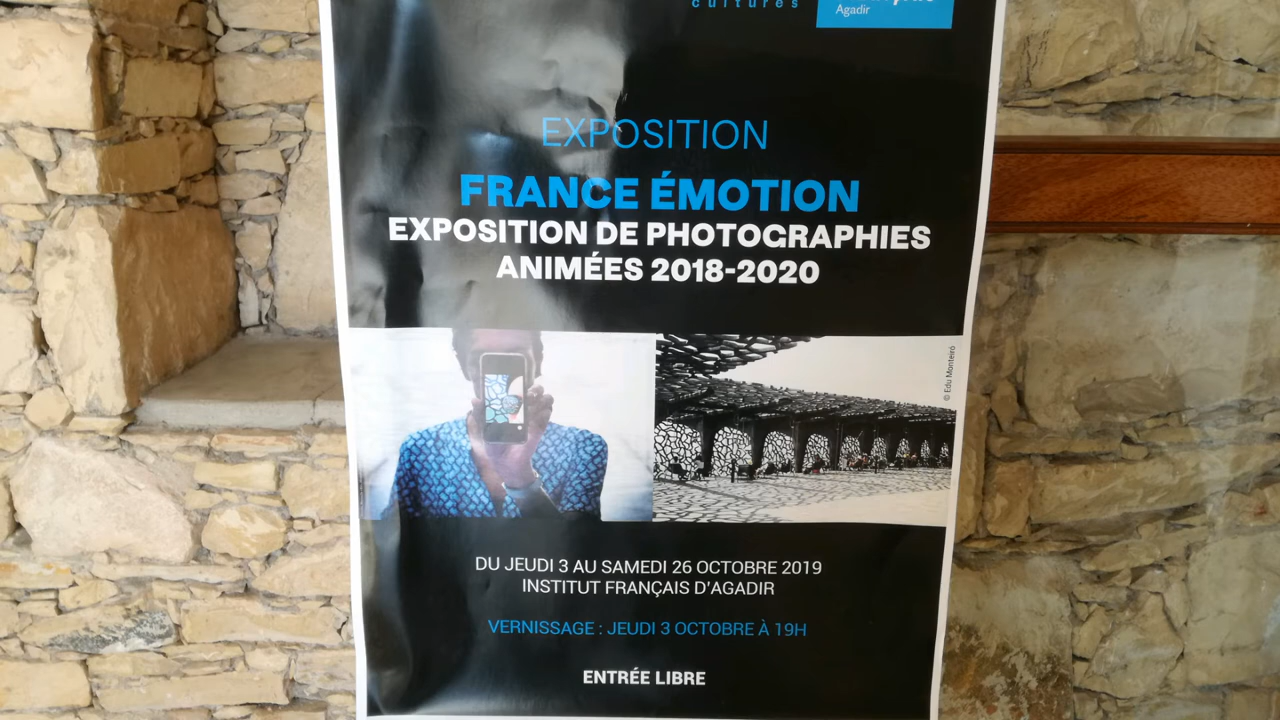 cultures
Agadir
EXPOSITION
FRANCE ÉMOTION
EXPOSITION DE PHOTOGRAPHIES
ANIMÉES 2018-2020
© Edu Monteiró
DU JEUDI 3 AU SAMEDI 26 OCTOBRE 2019
INSTITUT FRANÇAIS D'AGADIR
VERNISSAGE : JEUDI 3 OCTOBRE À 19H
ENTRÉE LIBRE